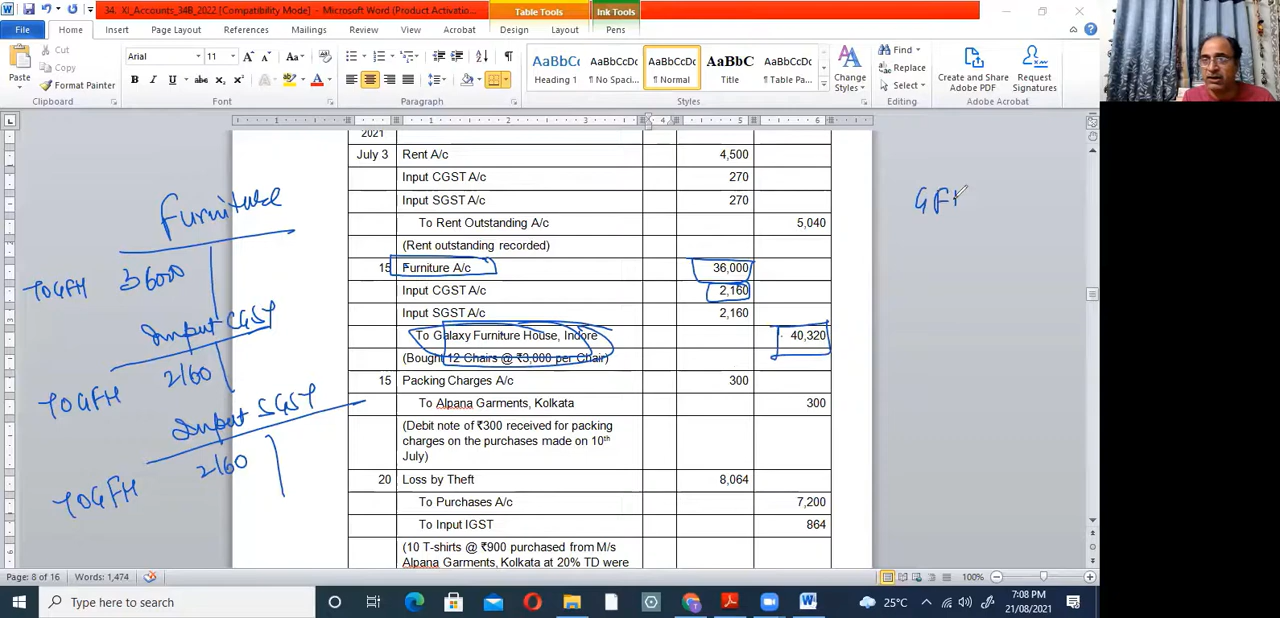 34. XI_Accounts_34B_2022 [Compatibility Mode] - Microsoft Word (Product Activatio
Table Tools
Ink Tools
File
Home
Insert
Page Layout
References
Mailings
Review
View
Acrobat
Design
Layout
Pens
Paste
Cut
Copy
Format Painter
Clipboard
Arial
11
Font
Paragraph
AaBbC
Heading 1
AaBbCcDc
¶ No Spaci...
AaBbCcDc
¶ Normal
AaBbC
Title
AaBbCcDc
¶ Table Pa...
Change
Styles
Styles
Find
Replace
Select
Editing
Create and Share
Adobe PDF
Request
Signatures
Adobe Acrobat
2021
July 3 Rent A/c 4,500
Input CGST A/c 270
Input SGST A/c 270
To Rent Outstanding A/c 5,040
(Rent outstanding recorded)
15 Furniture A/c 36,000
Input CGST A/c 2,160
Input SGST A/c 2,160
To Galaxy Furniture House, Indore 40,320
(Bought 12 Chairs @ ₹3,000 per Chair)
15 Packing Charges A/c 300
To Alpana Garments, Kolkata 300
(Debit note of ₹300 received for packing
charges on the purchases made on 10th
July)
20 Loss by Theft 8,064
To Purchases A/c 7,200
To Input IGST 864
(10 T-shirts @ ₹900 purchased from M/s
Alpana Garments, Kolkata at 20% TD were
Furniture
TOGFH 36000
Input CGST
TOGFH 2160
Input SGST
TOGFH 2160
GFH
Page: 8 of 16
Words: 1,474
100%
Type here to search
25°C
7:08 PM
21/08/2021